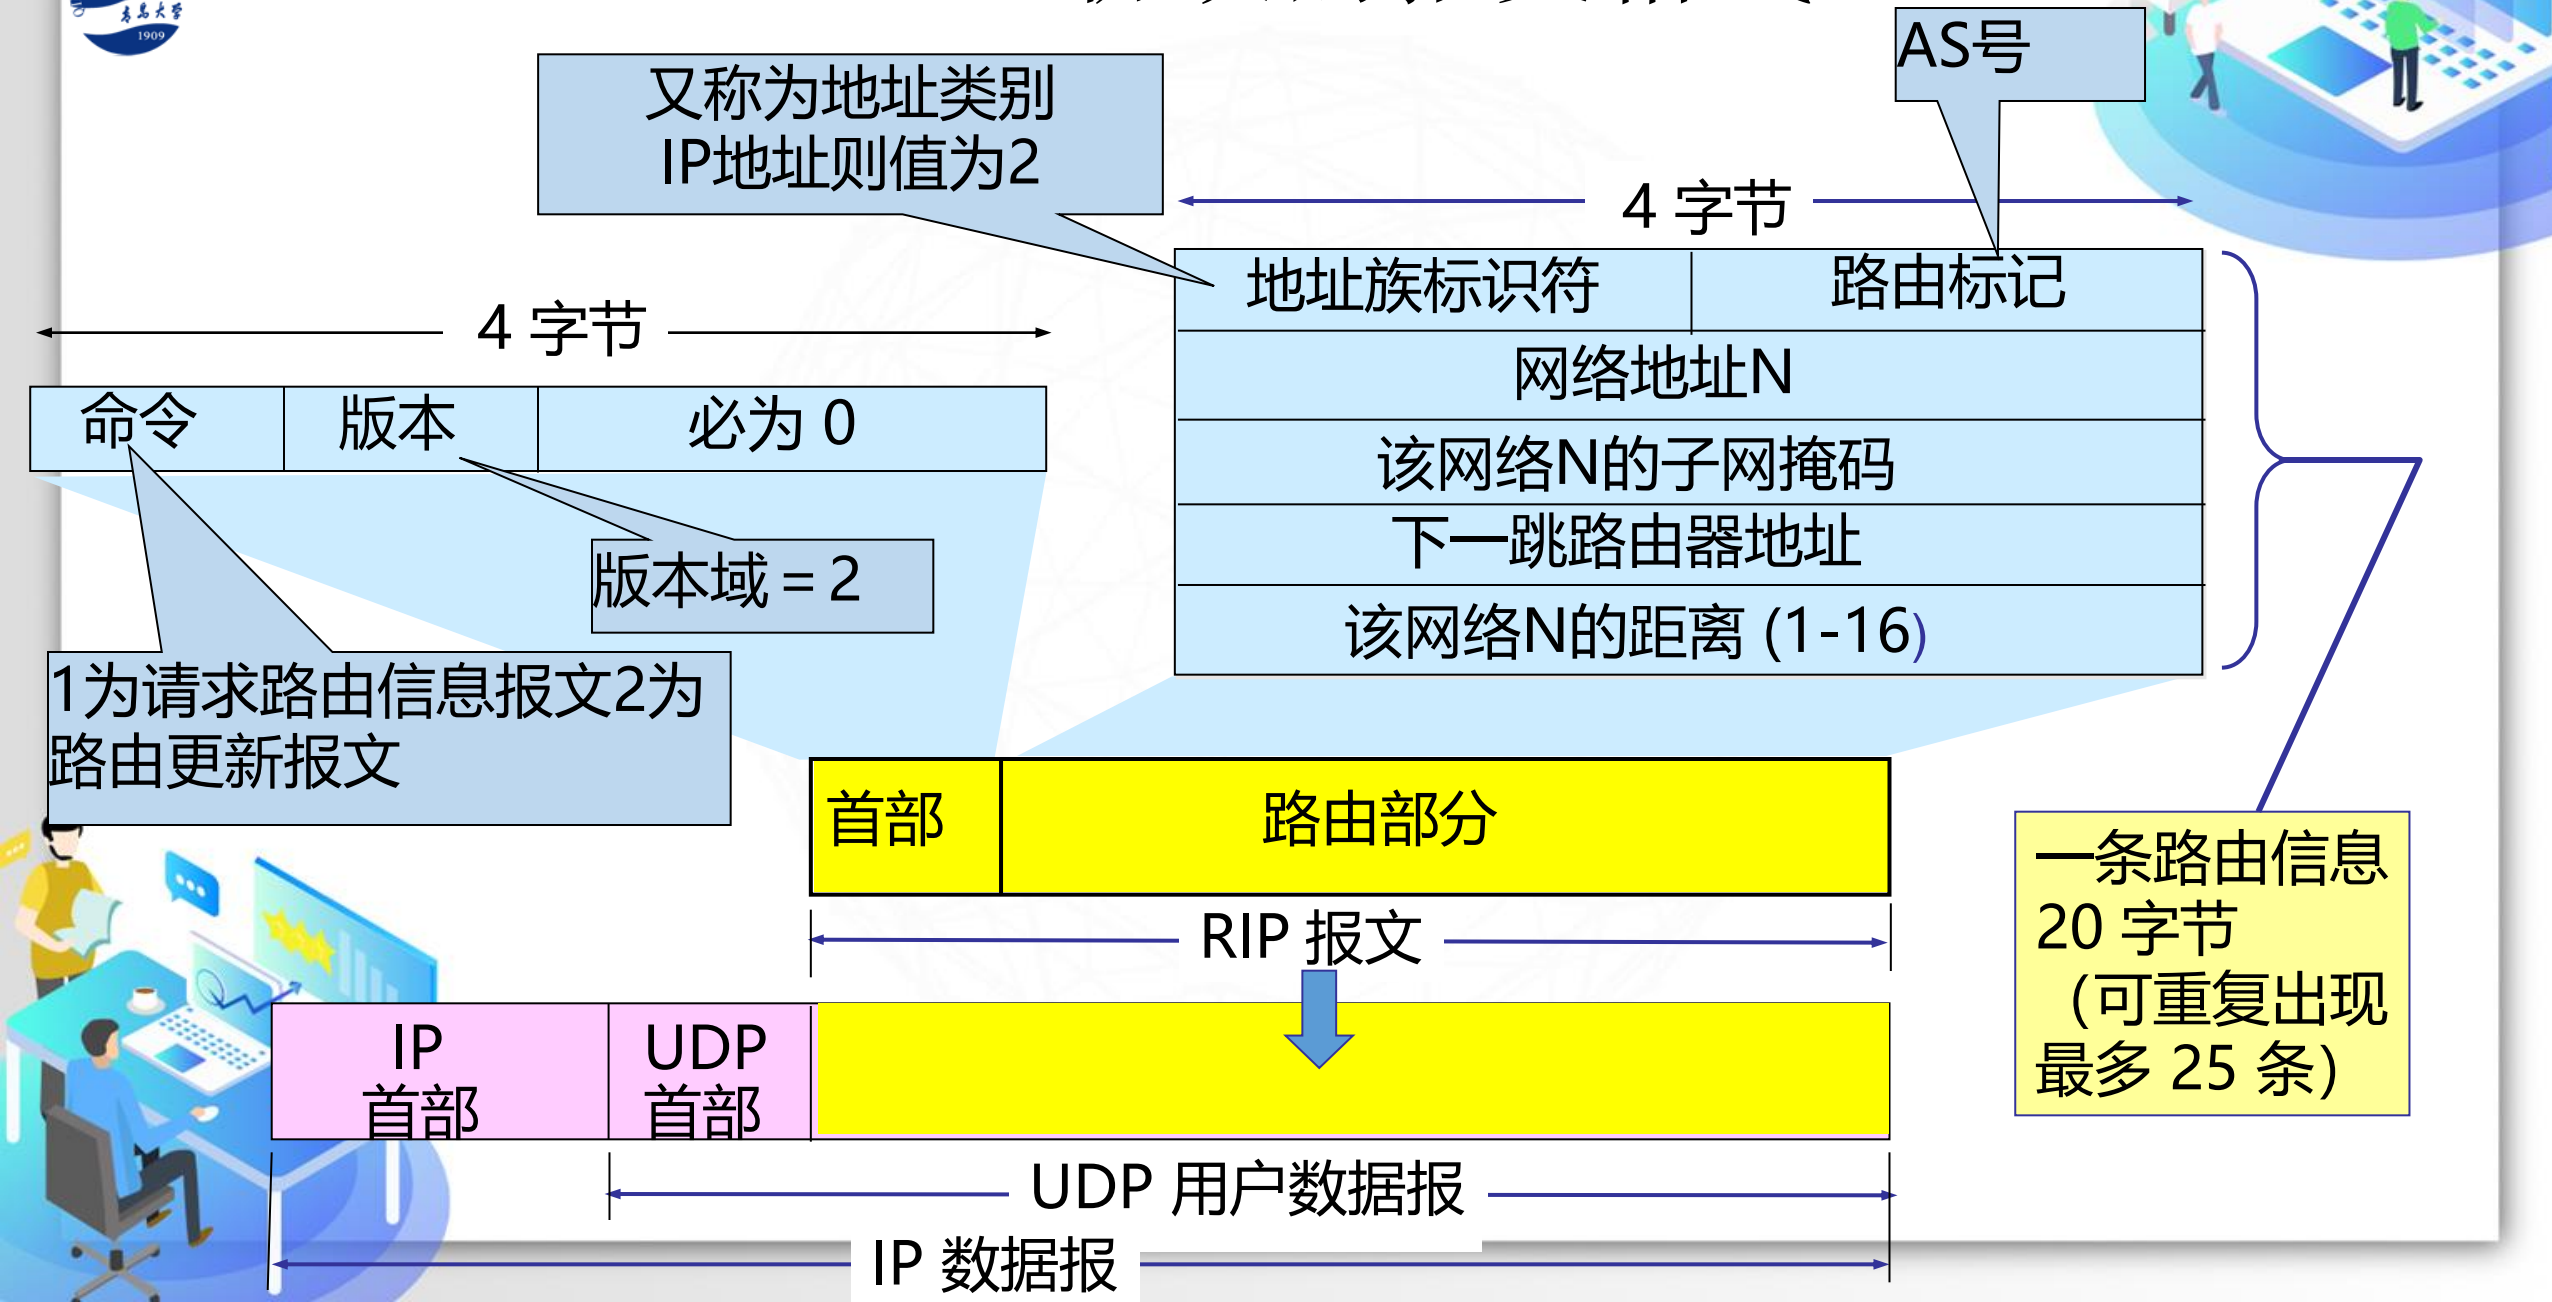 青岛大学
1909
AS号
又称为地址类别
IP地址则值为2
4 字节
地址族标识符
路由标记
网络地址N
该网络N的子网掩码
下一跳路由器地址
该网络N的距离 (1-16)
4 字节
命令
版本
必为 0
版本域 = 2
1为请求路由信息报文2为
路由更新报文
首部
路由部分
一条路由信息
20 字节
（可重复出现
最多 25 条）
RIP 报文
IP
首部
UDP
首部
UDP 用户数据报
IP 数据报